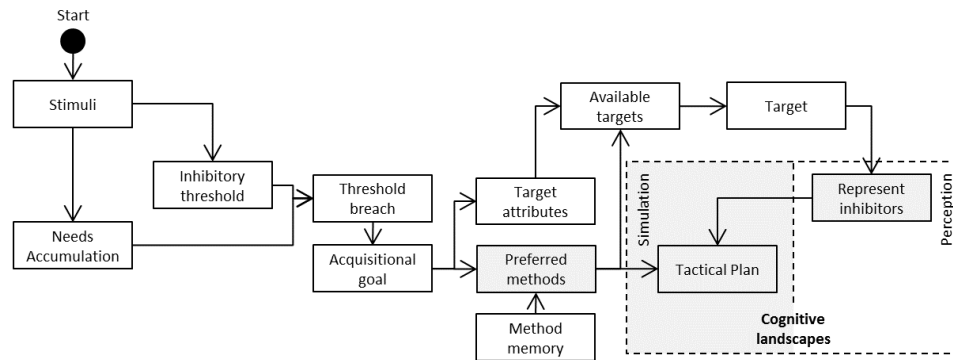 Start
Stimuli
Inhibitory
threshold
Needs
Accumulation
Threshold
breach
Acquisitional
goal
Target
attributes
Preferred
methods
Method
memory
Available
targets
Target
Represent
inhibitors
Simulation
Perception
Tactical Plan
Cognitive
landscapes